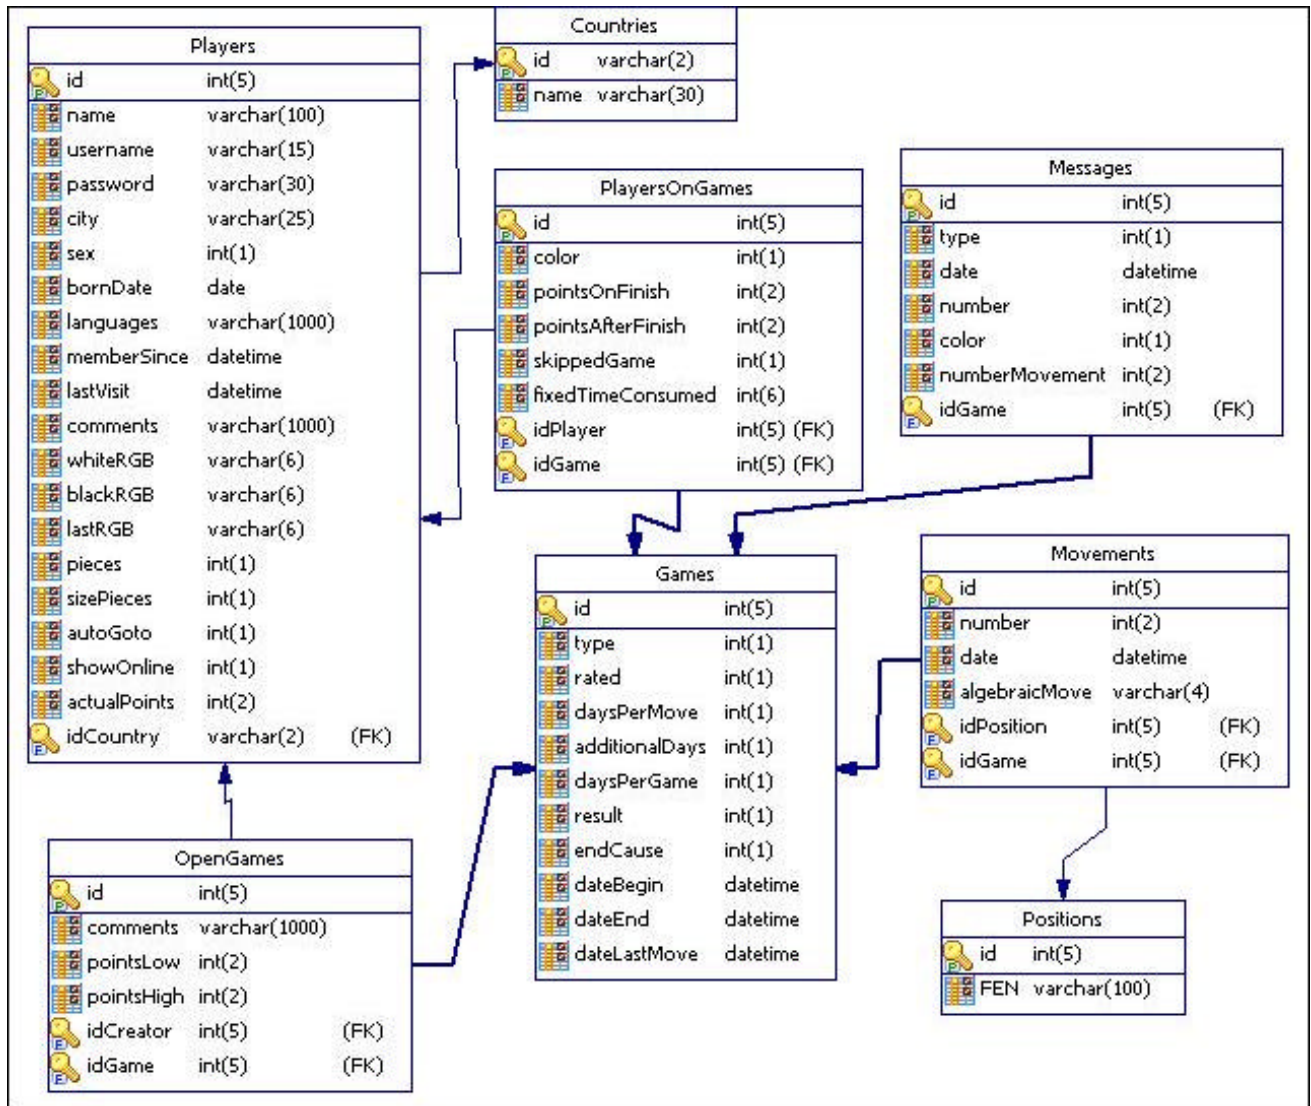 Players
id int(5)
name varchar(100)
username varchar(15)
password varchar(30)
city varchar(25)
sex int(1)
bornDate date
languages varchar(1000)
memberSince datetime
lastVisit datetime
comments varchar(1000)
whiteRGB varchar(6)
blackRGB varchar(6)
lastRGB varchar(6)
pieces int(1)
sizePieces int(1)
autoGoto int(1)
showOnline int(1)
actualPoints int(2)
idCountry varchar(2) (FK)
Countries
id varchar(2)
name varchar(30)
PlayersOnGames
id int(5)
color int(1)
pointsOnFinish int(2)
pointsAfterFinish int(2)
skippedGame int(1)
fixedTimeConsumed int(6)
idPlayer int(5) (FK)
idGame int(5) (FK)
Messages
id int(5)
type int(1)
date datetime
number int(2)
color int(1)
numberMovement int(2)
idGame int(5) (FK)
Games
id int(5)
type int(1)
rated int(1)
daysPerMove int(1)
additionalDays int(1)
daysPerGame int(1)
result int(1)
endCause int(1)
dateBegin datetime
dateEnd datetime
dateLastMove datetime
Movements
id int(5)
number int(2)
date datetime
algebraicMove varchar(4)
idPosition int(5) (FK)
idGame int(5) (FK)
OpenGames
id int(5)
comments varchar(1000)
pointsLow int(2)
pointsHigh int(2)
idCreator int(5) (FK)
idGame int(5) (FK)
Positions
id int(5)
FEN varchar(100)